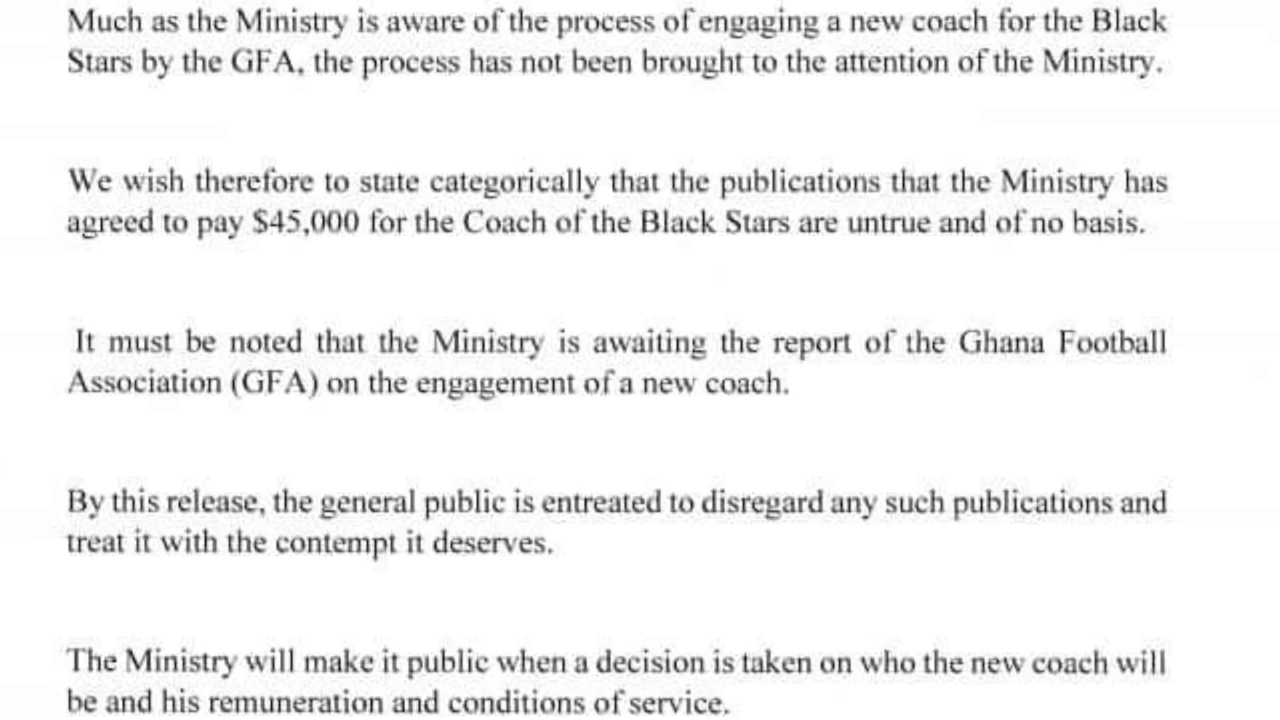 Much as the Ministry is aware of the process of engaging a new coach for the Black
Stars by the GFA, the process has not been brought to the attention of the Ministry.
We wish therefore to state categorically that the publications that the Ministry has
agreed to pay $45,000 for the Coach of the Black Stars are untrue and of no basis.
It must be noted that the Ministry is awaiting the report of the Ghana Football
Association (GFA) on the engagement of a new coach.
By this release, the general public is entreated to disregard any such publications and
treat it with the contempt it deserves.
The Ministry will make it public when a decision is taken on who the new coach will
be and his remuneration and conditions of service.